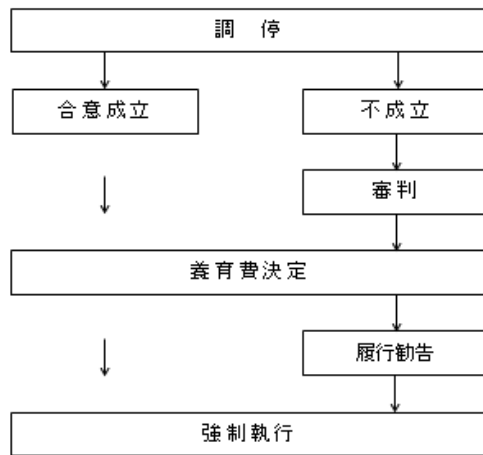 調 停
合意成立
不成立
審判
養育費決定
履行勧告
強制執行